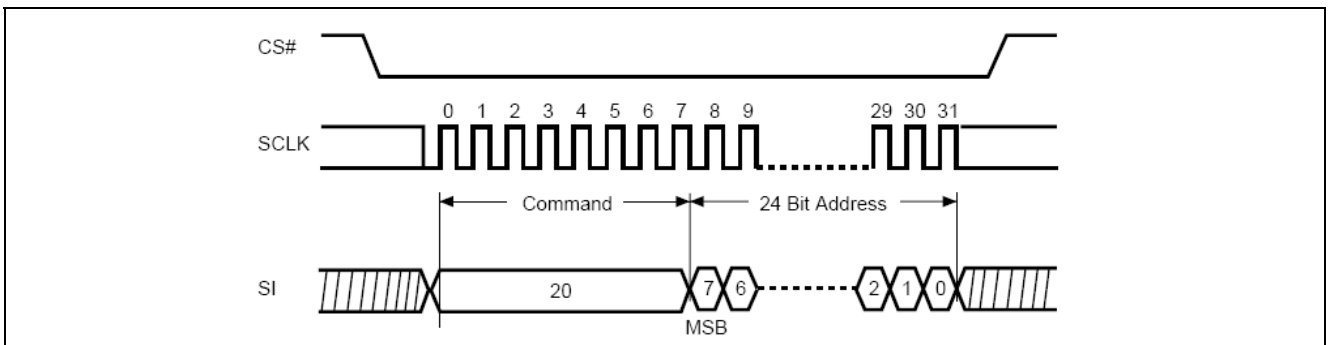 CS#
0 1 2 3 4 5 6 7 8 9 29 30 31
SCLK
Command 24 Bit Address
SI 20 7 6 2 1 0
MSB